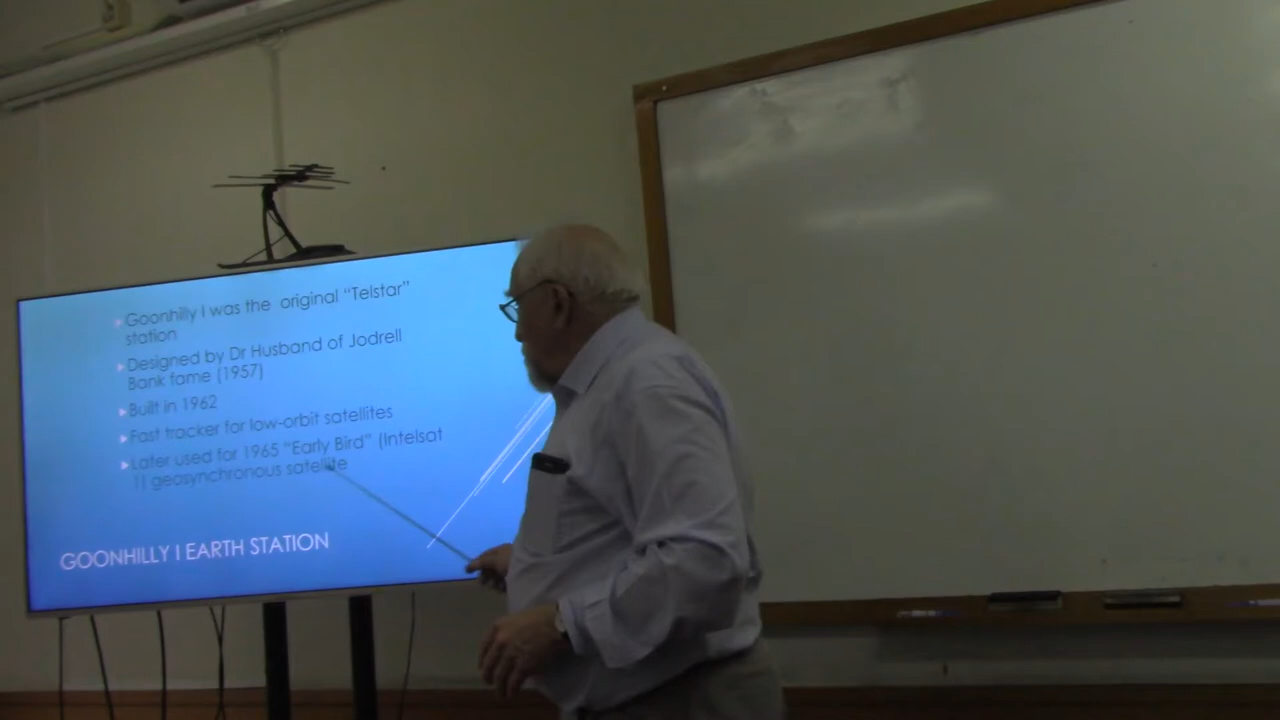 Goonhilly I was the original “Telstar”
station
Designed by Dr Husband of Jodrell
Bank fame (1957)
Built in 1962
Fast tracker for low-orbit satellites
Later used for 1965 “Early Bird” (Intelsat
1) geosynchronous satellite
GOONHILLY I EARTH STATION